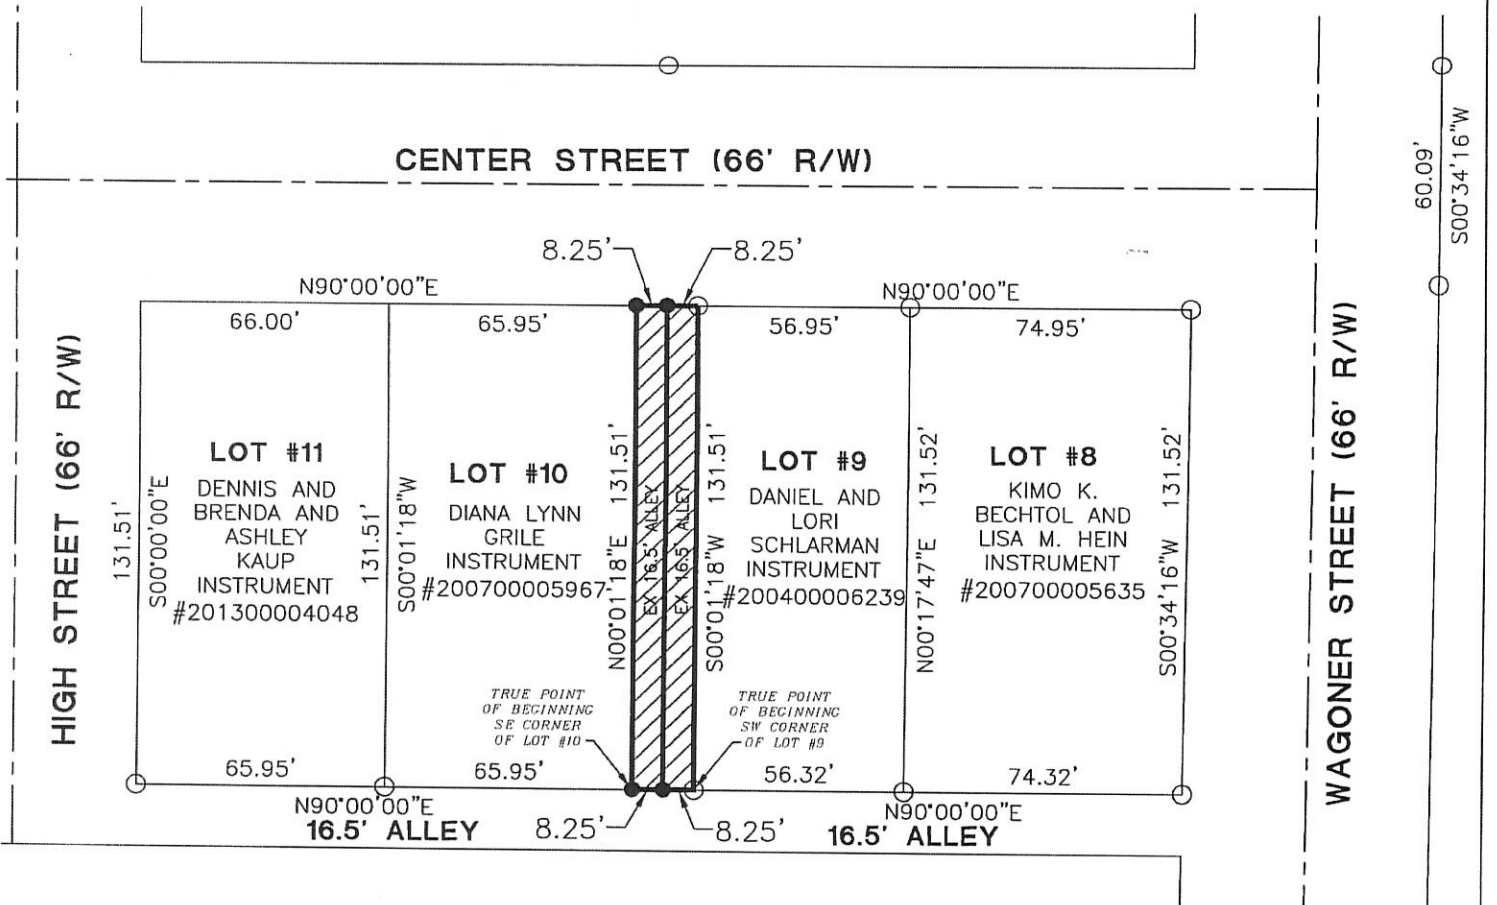 CENTER STREET (66' R/W)
60.09'
S00°34'16"W
8.25'
8.25'
N90°00'00"E
N90°00'00"E
66.00'
65.95'
56.95'
74.95'
HIGH STREET (66' R/W)
131.51'
S00°00'00"E
LOT #11
DENNIS AND
BRENDA AND
ASHLEY
KAUP
INSTRUMENT
#201300004048
131.51'
S00°01'18"W
LOT #10
DIANA LYNN
GRILE
INSTRUMENT
#200700005967
N00°01'18"E 131.51'
EX 16.5' ALLEY
EX 16.5' ALLEY
S00°01'18"W 131.51'
LOT #9
DANIEL AND
LORI
SCHLARMAN
INSTRUMENT
#200400006239
N00°17'47"E 131.52'
LOT #8
KIMO K.
BECHTOL AND
LISA M. HEIN
INSTRUMENT
#200700005635
S00°34'16"W 131.52'
WAGONER STREET (66' R/W)
TRUE POINT
OF BEGINNING
SE CORNER
OF LOT #10
TRUE POINT
OF BEGINNING
SW CORNER
OF LOT #9
65.95'
65.95'
56.32'
74.32'
N90°00'00"E
N90°00'00"E
16.5' ALLEY
8.25'
8.25'
16.5' ALLEY